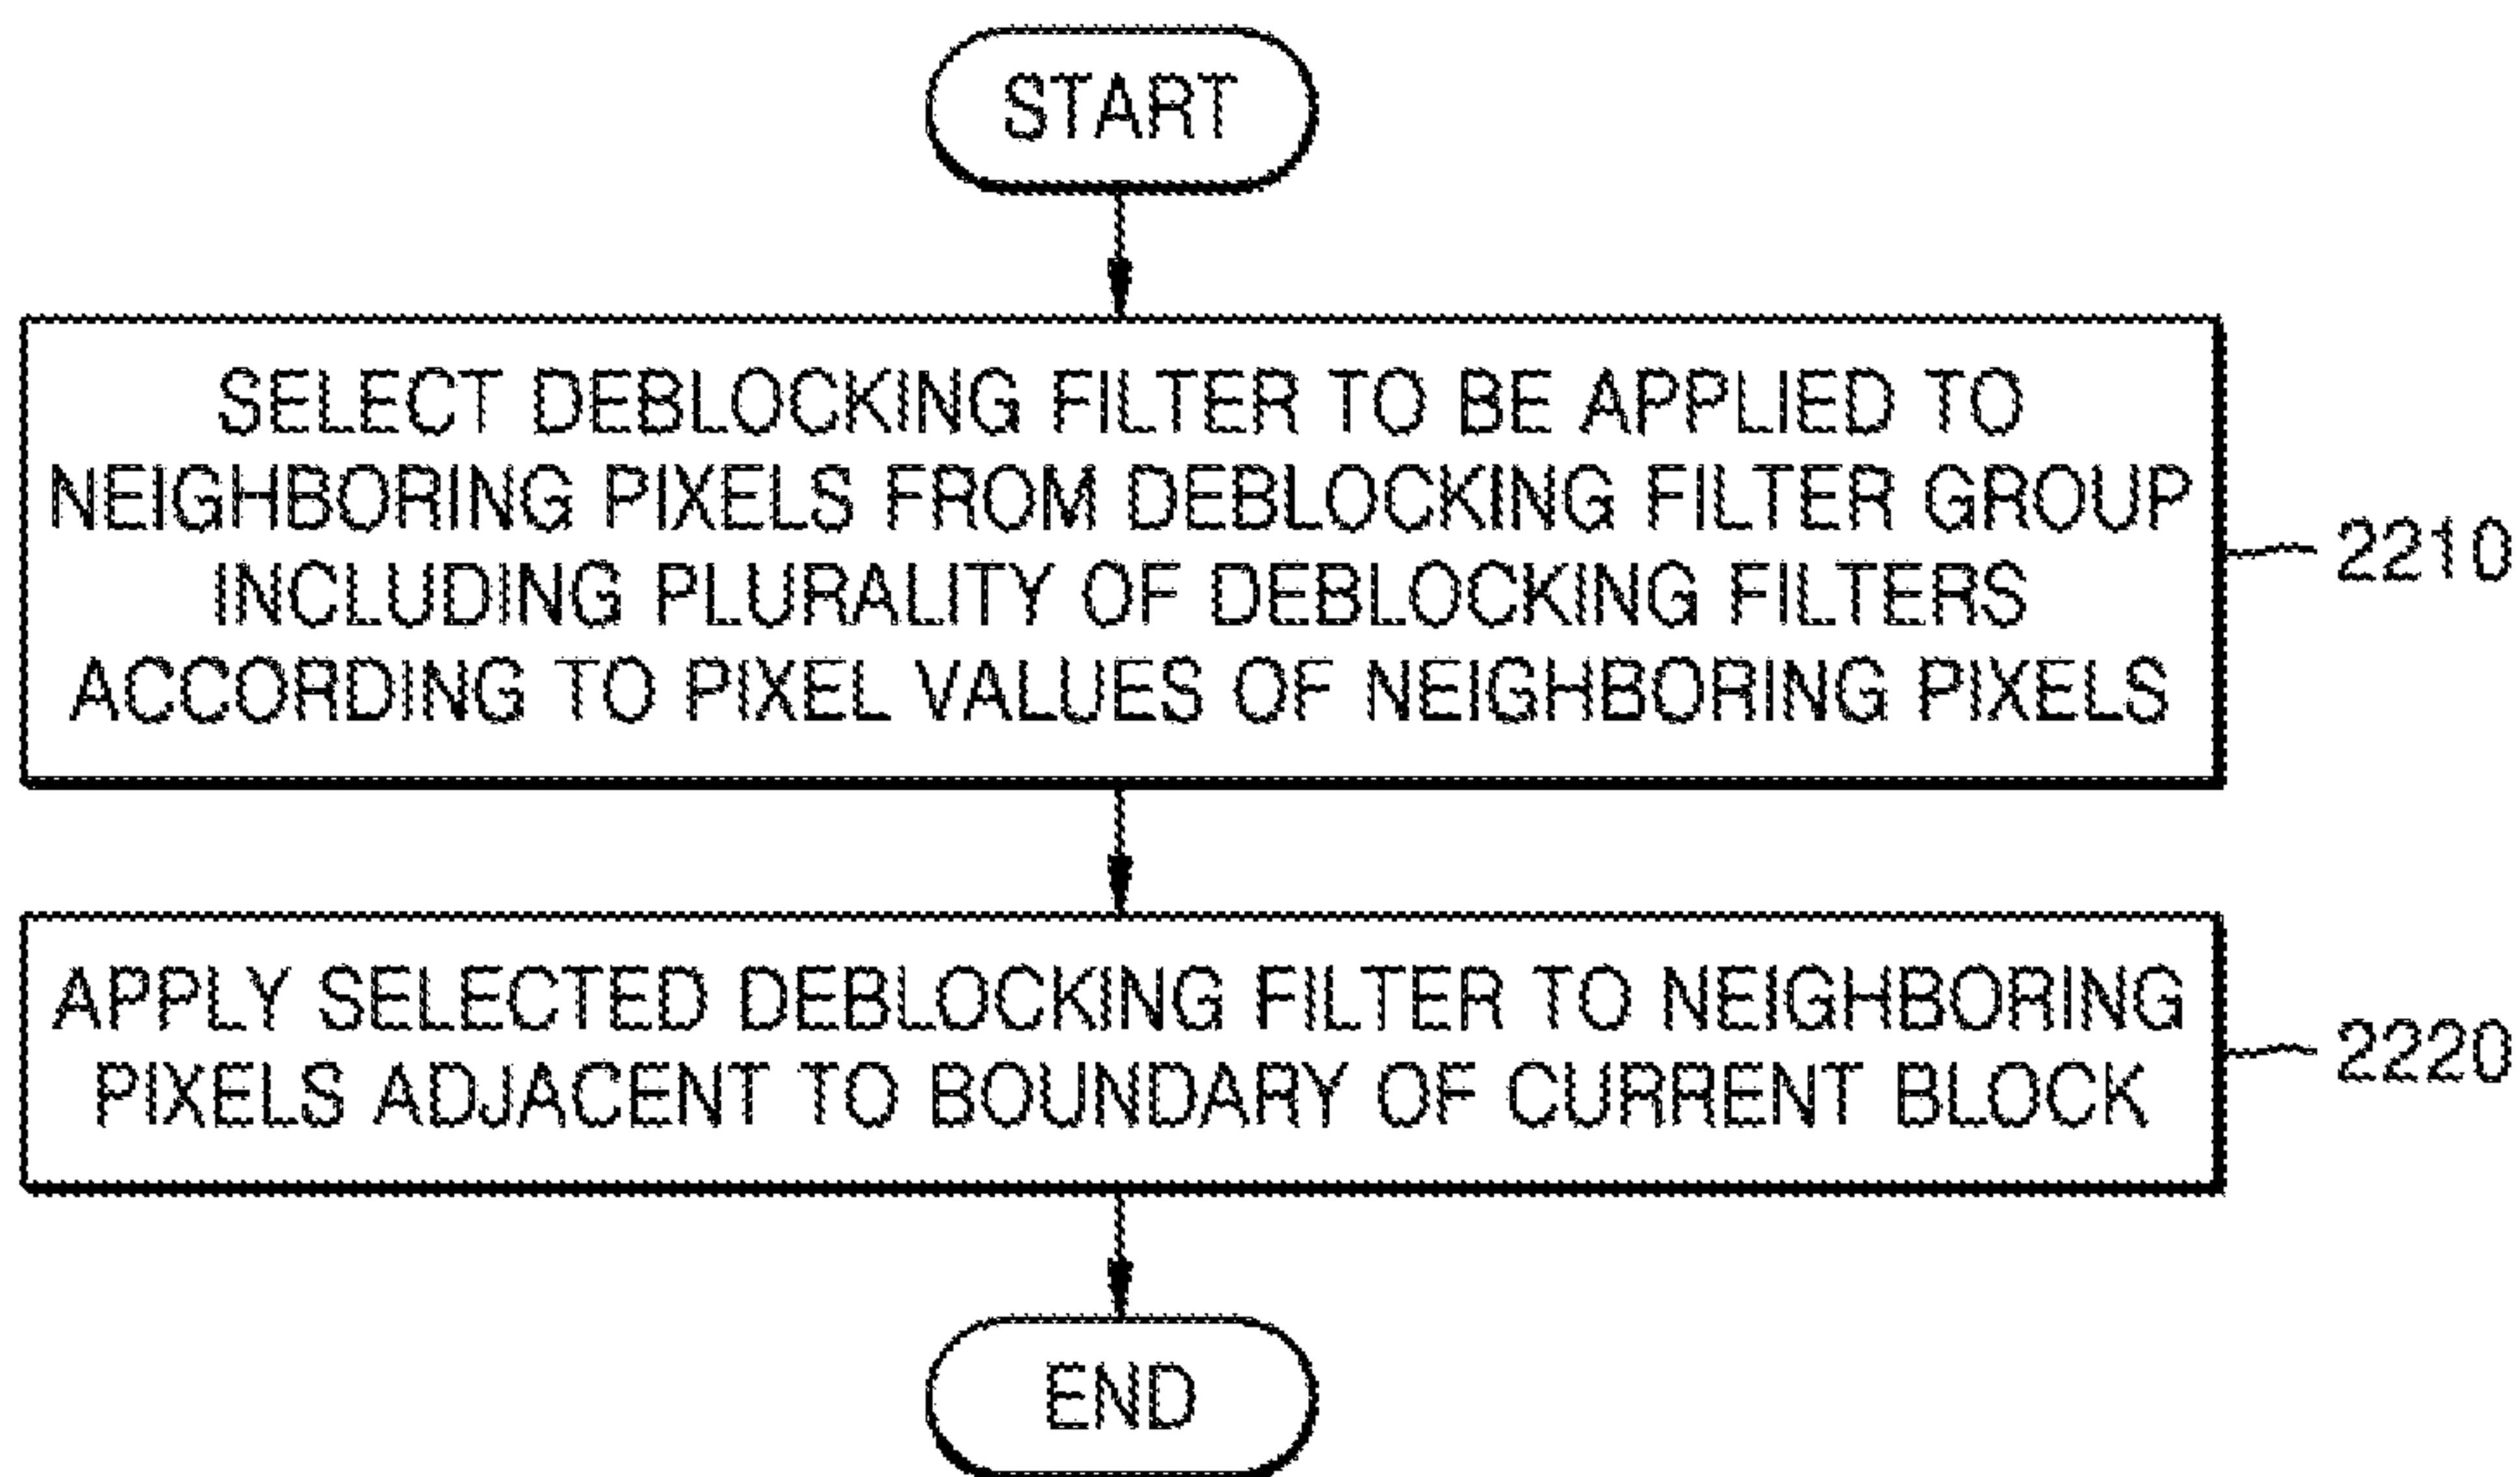 START
SELECT DEBLOCKING FILTER TO BE APPLIED TO
NEIGHBORING PIXELS FROM DEBLOCKING FILTER GROUP
INCLUDING PLURALITY OF DEBLOCKING FILTERS
ACCORDING TO PIXEL VALUES OF NEIGHBORING PIXELS
2210
APPLY SELECTED DEBLOCKING FILTER TO NEIGHBORING
PIXELS ADJACENT TO BOUNDARY OF CURRENT BLOCK
2220
END